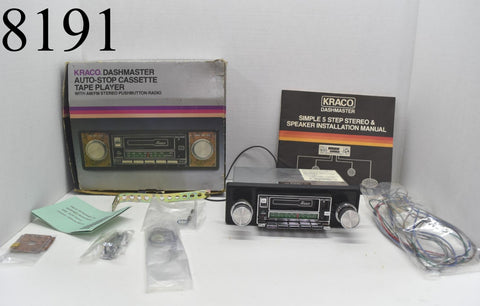 8191
KRACO DASHMASTER
AUTO-STOP CASSETTE
TAPE PLAYER
WITH AM/FM STEREO PUSHBUTTON RADIO
KRACO
DASHMASTER
SIMPLE 5 STEP STEREO &
SPEAKER INSTALLATION MANUAL